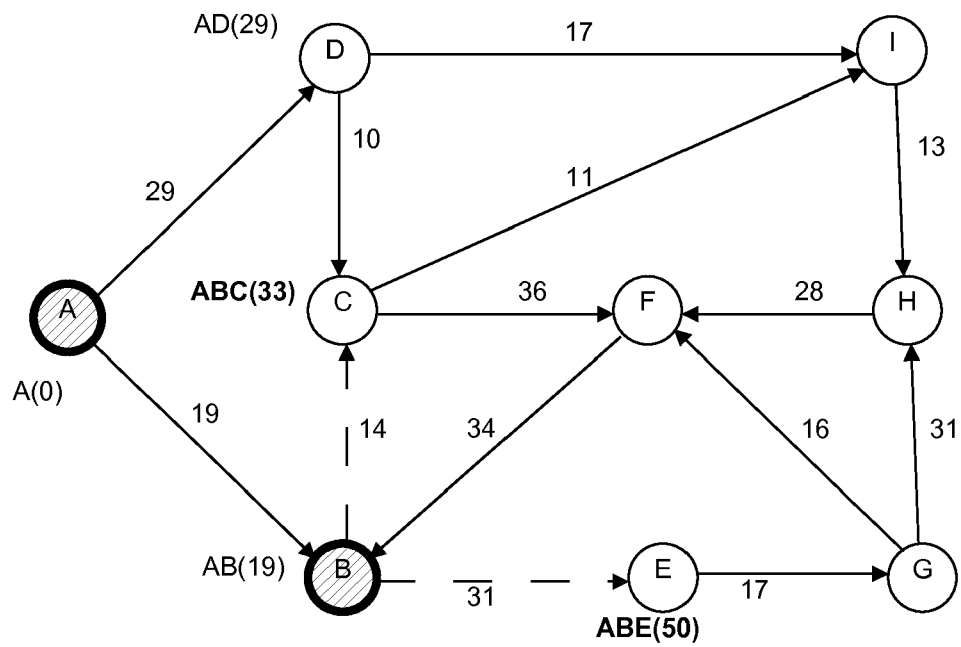 AD(29)
D
17
I
10
13
29
11
ABC(33)
C
36
F
28
H
A
A(0)
19
14
34
16
31
AB(19)
B
31
E
17
G
ABE(50)